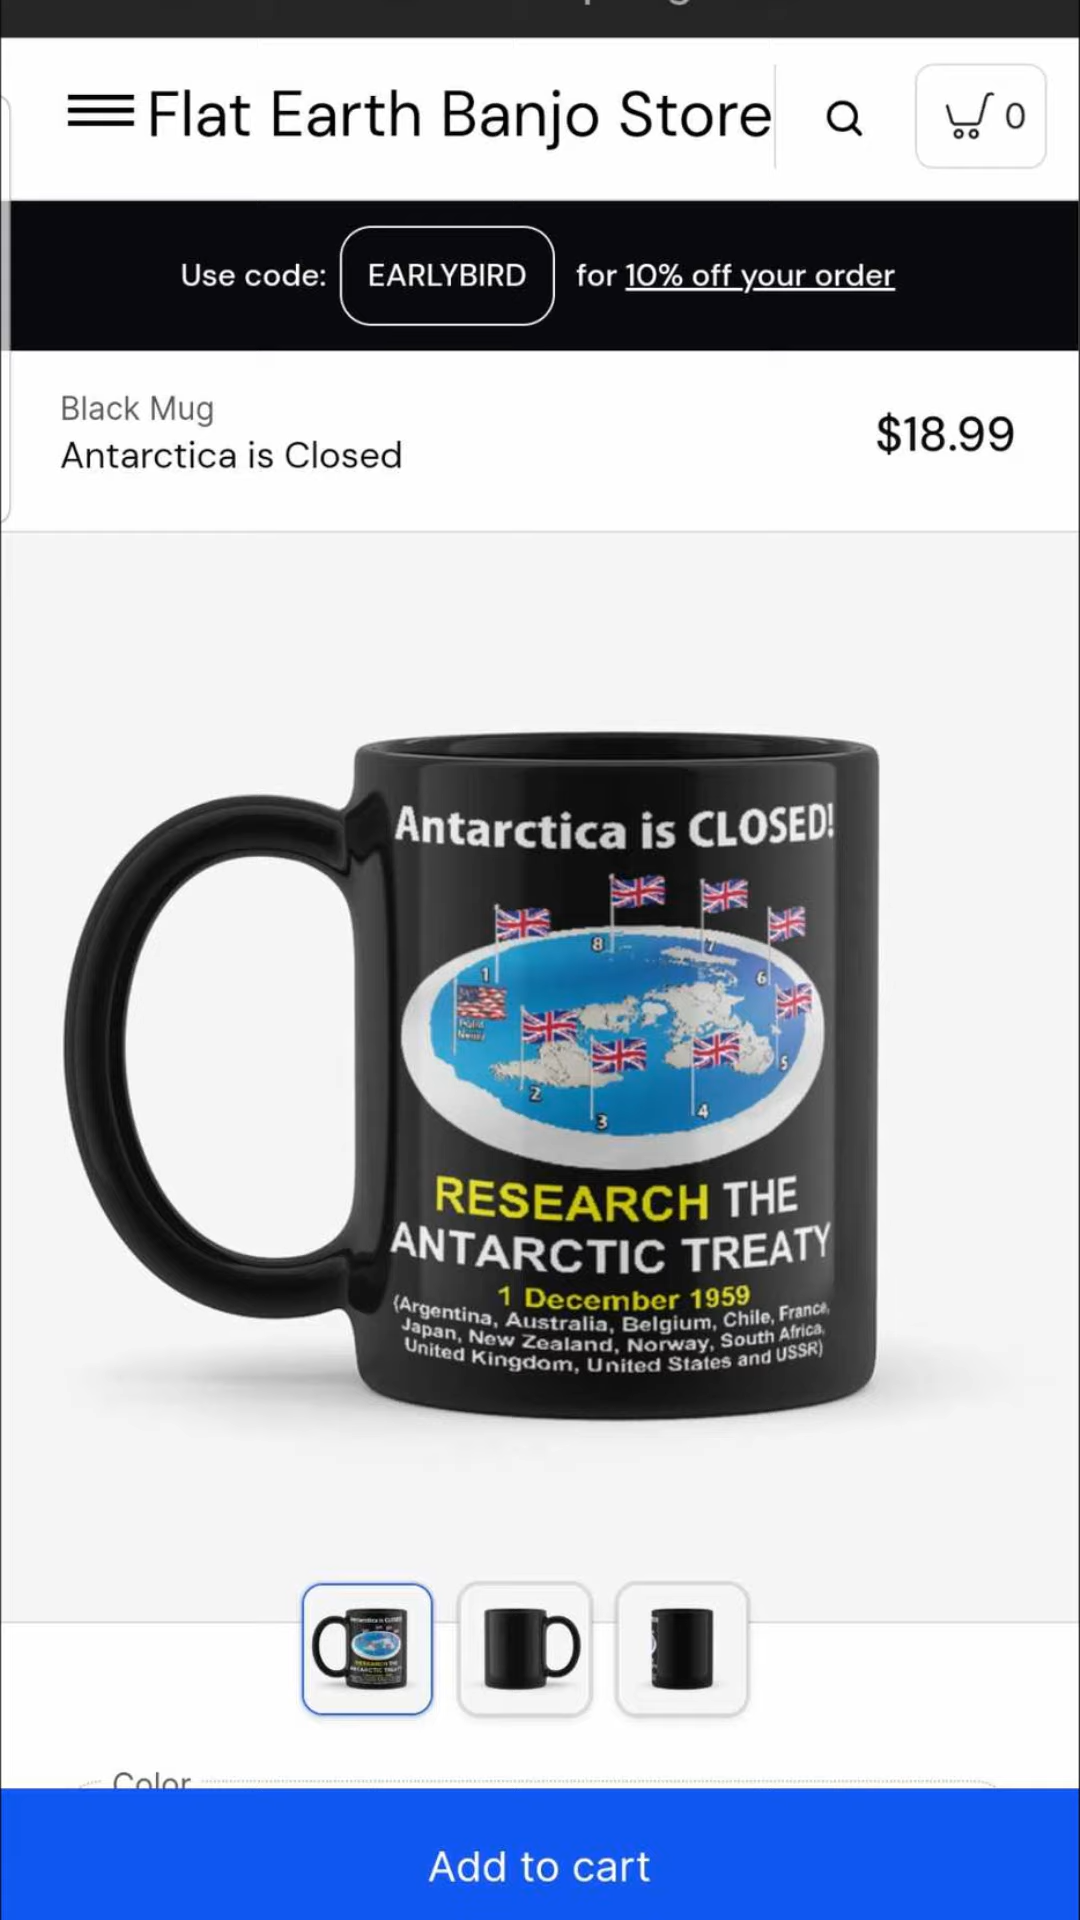 Flat Earth Banjo Store
0
Use code: EARLYBIRD for 10% off your order
Black Mug
Antarctica is Closed
$18.99
Antarctica is CLOSED!
8
7
1
6
5
2
4
3
RESEARCH THE
ANTARCTIC TREATY
1 December 1959
(Argentina, Australia, Belgium, Chile, France,
Japan, New Zealand, Norway, South Africa,
United Kingdom, United States and USSR)
Color
Add to cart